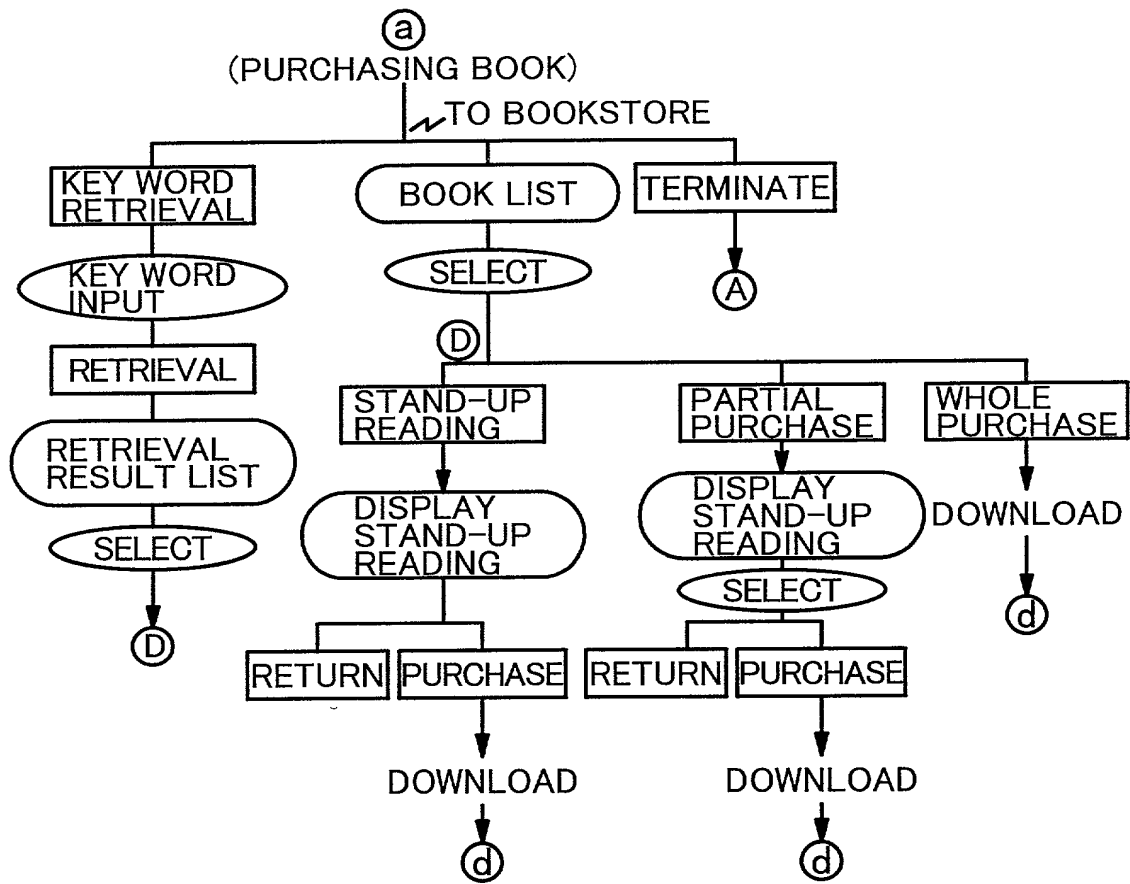 a
(PURCHASING BOOK)
TO BOOKSTORE
KEY WORD
RETRIEVAL
BOOK LIST
TERMINATE
KEY WORD
INPUT
SELECT
A
RETRIEVAL
D
STAND-UP
READING
PARTIAL
PURCHASE
WHOLE
PURCHASE
RETRIEVAL
RESULT LIST
DISPLAY
STAND-UP
READING
DISPLAY
STAND-UP
READING
DOWNLOAD
SELECT
SELECT
d
D
RETURN
PURCHASE
RETURN
PURCHASE
DOWNLOAD
DOWNLOAD
d
d